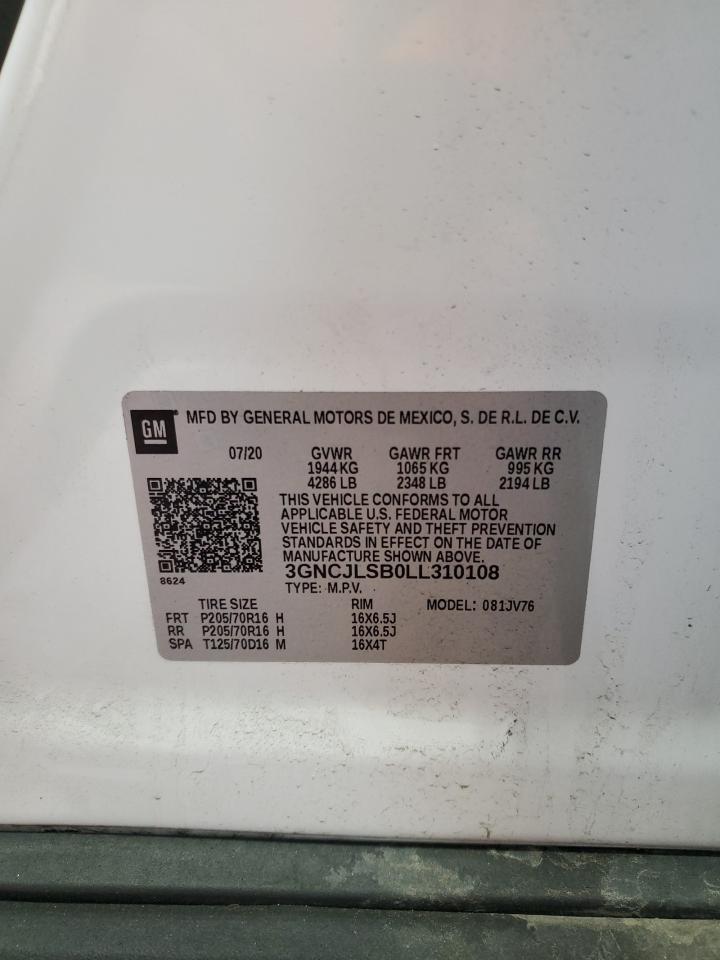 GM ® MFD BY GENERAL MOTORS DE MEXICO, S. DE R.L. DE C.V.
07/20 GVWR GAWR FRT GAWR RR
1944 KG 1065 KG 995 KG
4286 LB 2348 LB 2194 LB
THIS VEHICLE CONFORMS TO ALL
APPLICABLE U.S. FEDERAL MOTOR
VEHICLE SAFETY AND THEFT PREVENTION
STANDARDS IN EFFECT ON DATE OF
MANUFACTURE SHOWN ABOVE.
8624 3GNCJLSB0LL310108
TYPE: M.P.V.
TIRE SIZE RIM MODEL: 081JV76
FRT P205/70R16 H 16X6.5J
RR P205/70R16 H 16X6.5J
SPA T125/70D16 M 16X4T